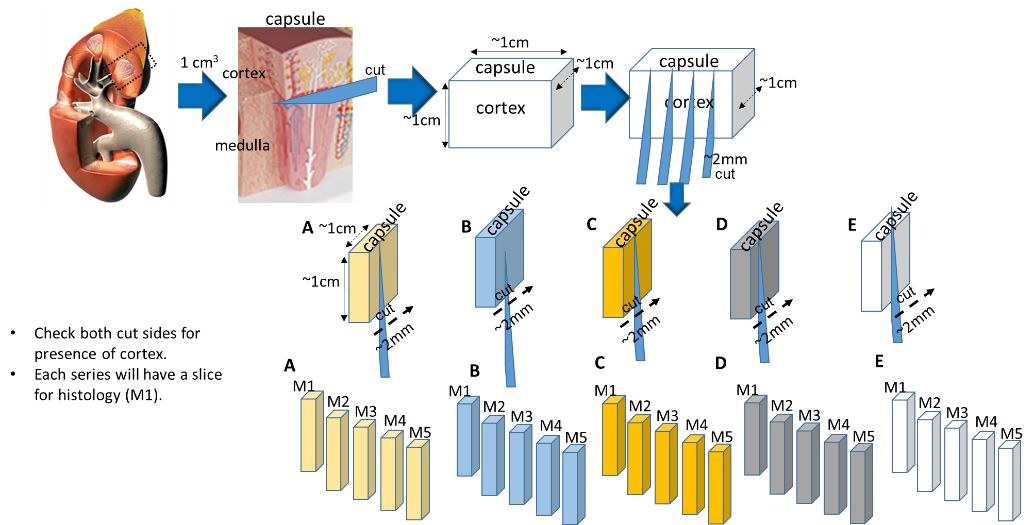 capsule
1 cm³
cortex
cut
medulla
~1cm
capsule
~1cm
~1cm
cortex
capsule
cortex
~1cm
~2mm
cut
A
~1cm
capsule
~1cm
cut
~2mm
B
capsule
cut
~2mm
C
capsule
cut
~2mm
D
capsule
cut
~2mm
E
capsule
cut
~2mm
• Check both cut sides for
presence of cortex.
• Each series will have a slice
for histology (M1).
A
M1
M2
M3
M4
M5
B
M1
M2
M3
M4
M5
C
M1
M2
M3
M4
M5
D
M1
M2
M3
M4
M5
E
M1
M2
M3
M4
M5